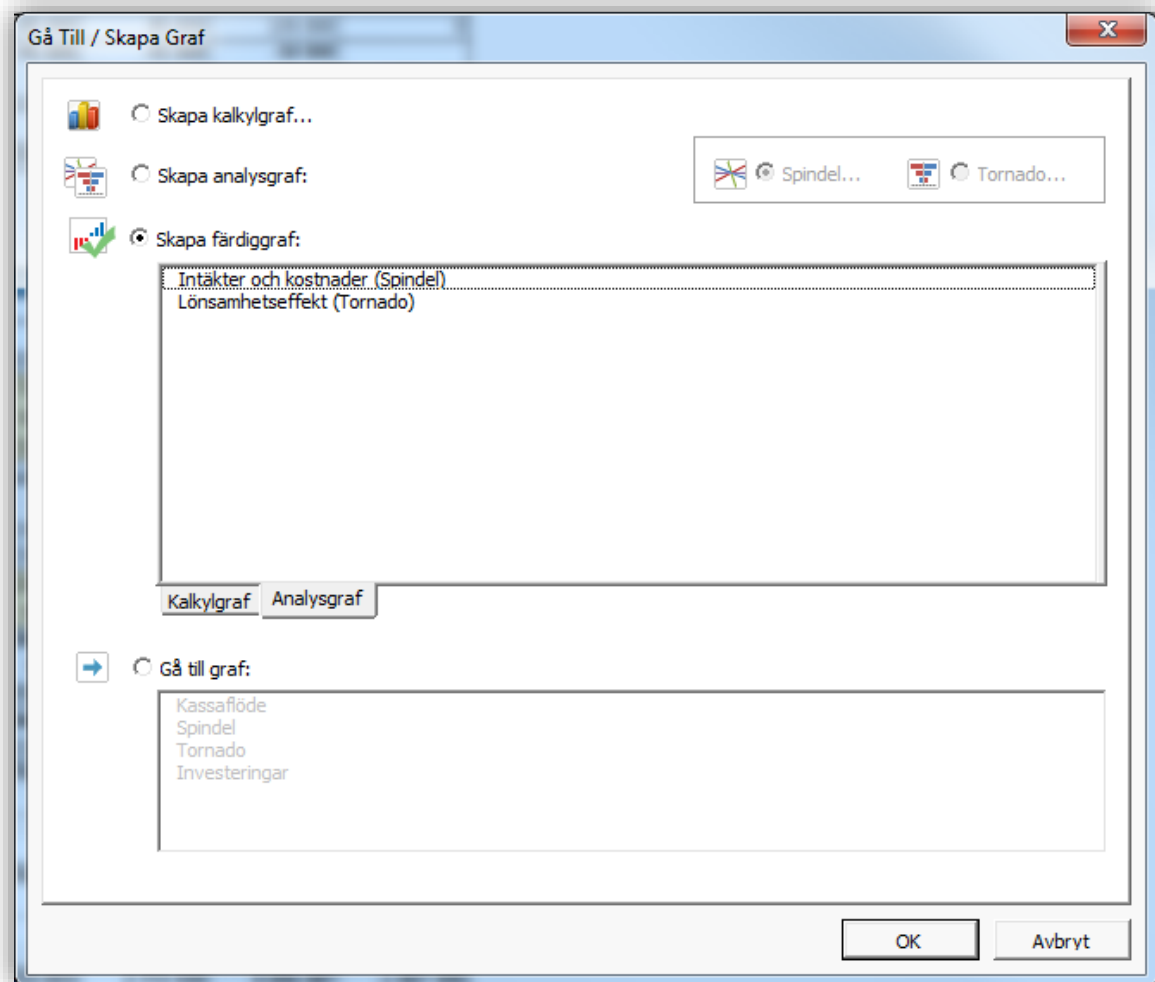 Gå Till / Skapa Graf
Skapa kalkylgraf...
Skapa analysgraf:
Spindel... Tornado...
Skapa färdiggraf:
Intäkter och kostnader (Spindel)
Lönsamhetseffekt (Tornado)
Kalkylgraf Analysgraf
Gå till graf:
Kassaflöde
Spindel
Tornado
Investeringar
OK Avbryt